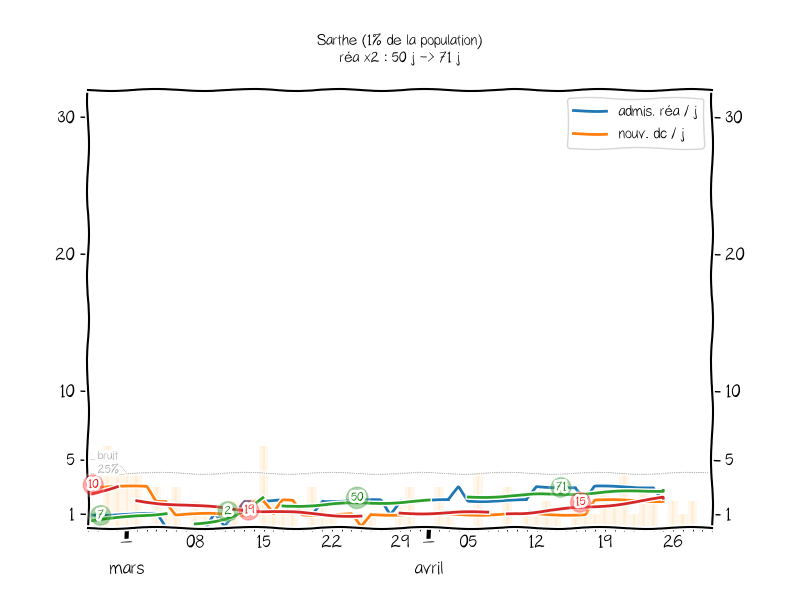 Sarthe (1% de la population)
réa x2 : 50 j -> 71 j
admis. réa / j
nouv. dc / j
30
30
20
20
10
10
5
5
1
1
bruit
25%
10
7
2
19
50
71
15
1 08 15 22 29 1 05 12 19 26
mars avril